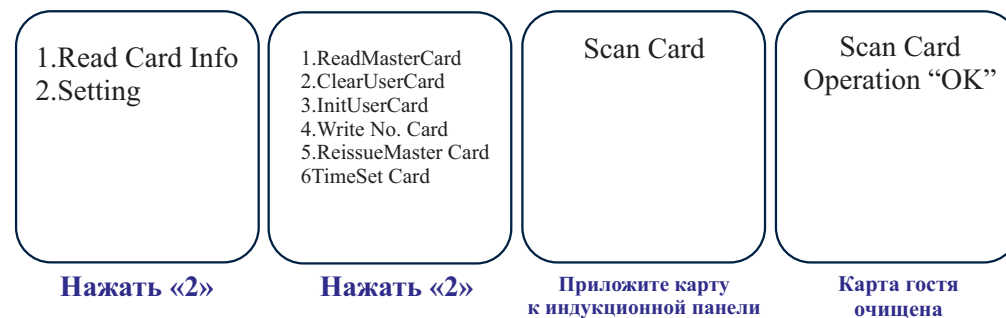 1.Read Card Info
2.Setting
Нажать «2»
1.ReadMasterCard
2.ClearUserCard
3.InitUserCard
4.Write No. Card
5.ReissueMaster Card
6TimeSet Card
Нажать «2»
Scan Card
Приложите карту
к индукционной панели
Scan Card
Operation “OK”
Карта гостя
очищена